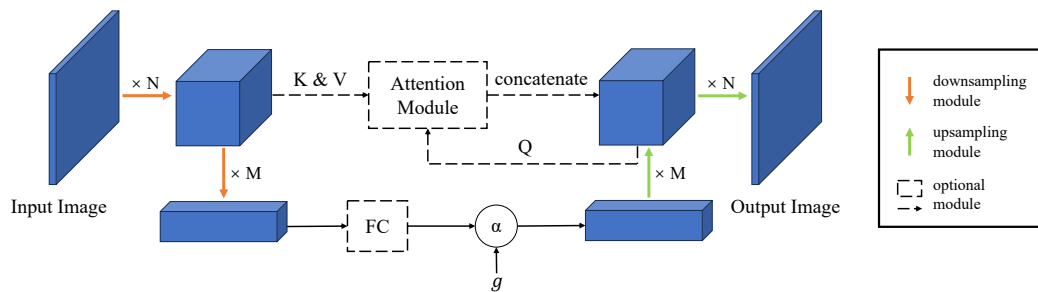 × N
K & V
Attention
Module
concatenate
× N
downsampling
module
Q
upsampling
module
× M
× M
Input Image
Output Image
optional
module
FC
α
g